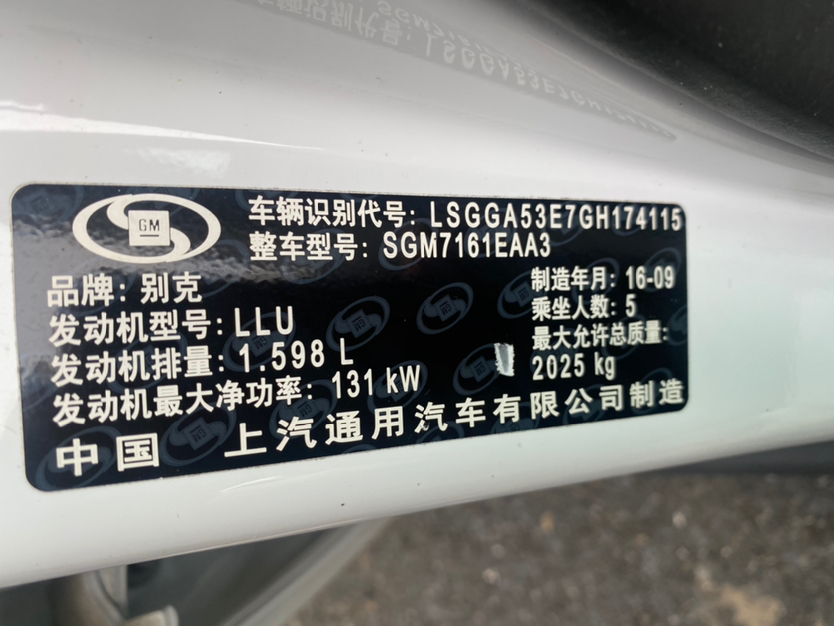 GM
车辆识别代号: LSGGA53E7GH174115
整车型号: SGM7161EAA3
品牌: 别克
制造年月: 16-09
发动机型号: LLU
乘坐人数: 5
发动机排量: 1.598 L
最大允许总质量:
2025 kg
发动机最大净功率: 131 kW
中国 上汽通用汽车有限公司制造